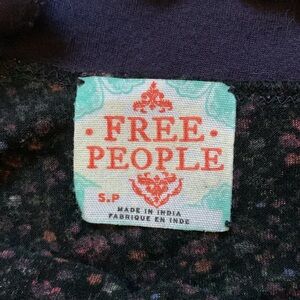 • FREE •
PEOPLE
S.P
MADE IN INDIA
FABRIQUE EN INDE